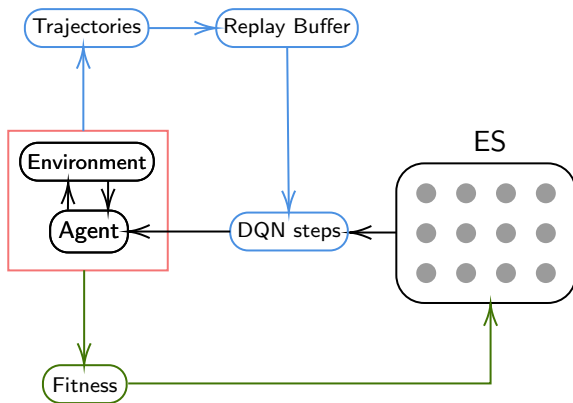 Trajectories
Replay Buffer
ES
Environment
Agent
DQN steps
Fitness